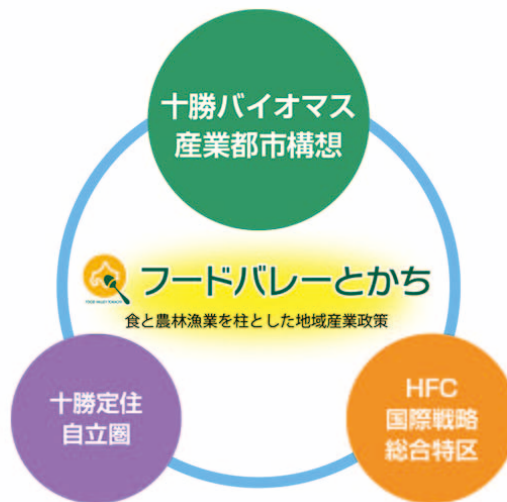 十勝バイオマス
産業都市構想
フードバレーとかち
食と農林漁業を柱とした地域産業政策
十勝定住
自立圏
HFC
国際戦略
総合特区